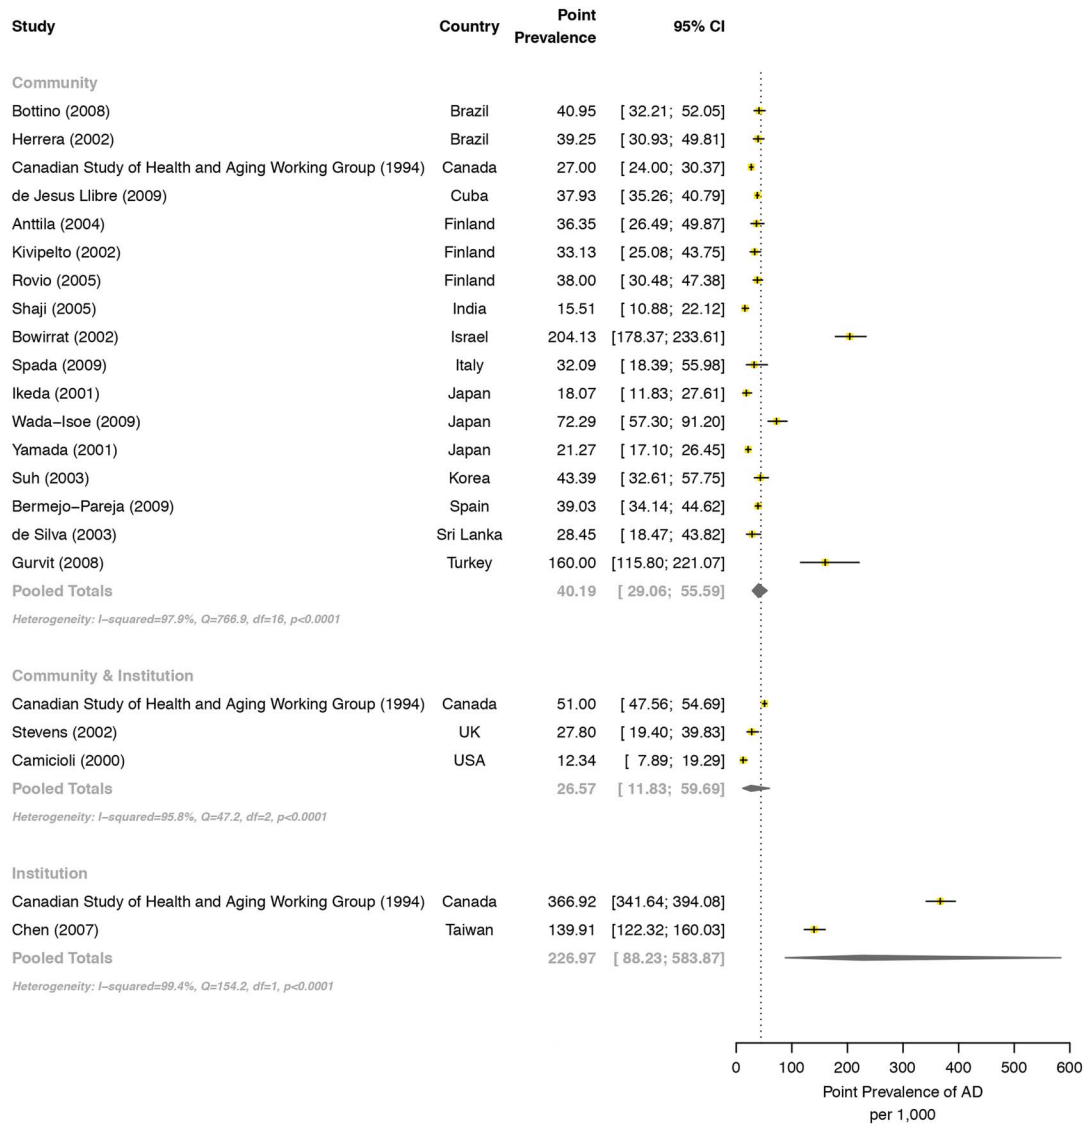 Study Country Point Prevalence 95% CI
Community
Bottino (2008) Brazil 40.95 [ 32.21; 52.05]
Herrera (2002) Brazil 39.25 [ 30.93; 49.81]
Canadian Study of Health and Aging Working Group (1994) Canada 27.00 [ 24.00; 30.37]
de Jesus Llibre (2009) Cuba 37.93 [ 35.26; 40.79]
Anttila (2004) Finland 36.35 [ 26.49; 49.87]
Kivipelto (2002) Finland 33.13 [ 25.08; 43.75]
Rovio (2005) Finland 38.00 [ 30.48; 47.38]
Shaji (2005) India 15.51 [ 10.88; 22.12]
Bowirrat (2002) Israel 204.13 [178.37; 233.61]
Spada (2009) Italy 32.09 [ 18.39; 55.98]
Ikeda (2001) Japan 18.07 [ 11.83; 27.61]
Wada−Isoe (2009) Japan 72.29 [ 57.30; 91.20]
Yamada (2001) Japan 21.27 [ 17.10; 26.45]
Suh (2003) Korea 43.39 [ 32.61; 57.75]
Bermejo−Pareja (2009) Spain 39.03 [ 34.14; 44.62]
de Silva (2003) Sri Lanka 28.45 [ 18.47; 43.82]
Gurvit (2008) Turkey 160.00 [115.80; 221.07]
Pooled Totals 40.19 [ 29.06; 55.59]
Heterogeneity: I−squared=97.9%, Q=766.9, df=16, p<0.0001
Community & Institution
Canadian Study of Health and Aging Working Group (1994) Canada 51.00 [ 47.56; 54.69]
Stevens (2002) UK 27.80 [ 19.40; 39.83]
Camicioli (2000) USA 12.34 [ 7.89; 19.29]
Pooled Totals 26.57 [ 11.83; 59.69]
Heterogeneity: I−squared=95.8%, Q=47.2, df=2, p<0.0001
Institution
Canadian Study of Health and Aging Working Group (1994) Canada 366.92 [341.64; 394.08]
Chen (2007) Taiwan 139.91 [122.32; 160.03]
Pooled Totals 226.97 [ 88.23; 583.87]
Heterogeneity: I−squared=99.4%, Q=154.2, df=1, p<0.0001
0 100 200 300 400 500 600
Point Prevalence of AD
per 1,000